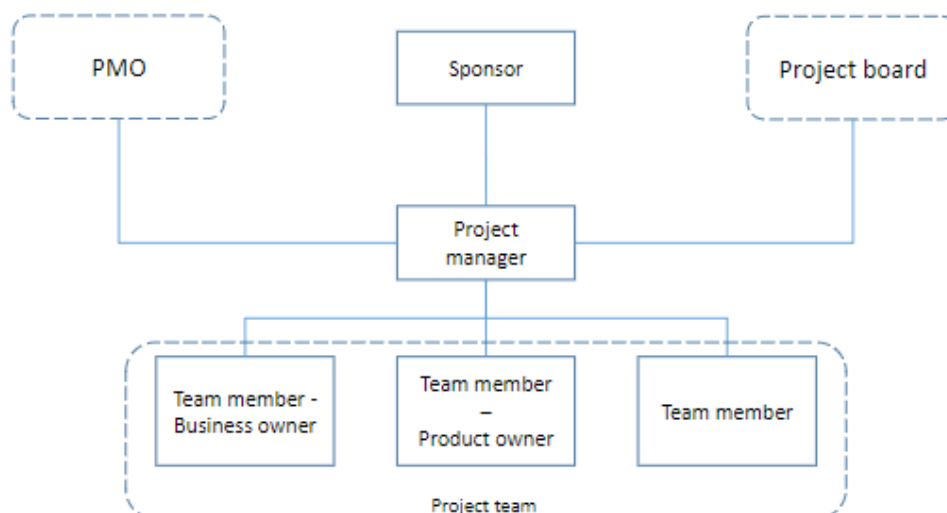 PMO
Sponsor
Project board
Project
manager
Team member -
Business owner
Team member
–
Product owner
Team member
Project team